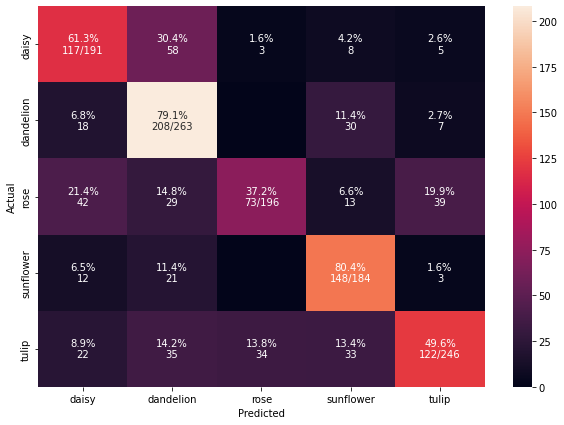 daisy
61.3% 30.4% 1.6% 4.2% 2.6%
117/191 58 3 8 5
dandelion
6.8% 79.1% 11.4% 2.7%
18 208/263 30 7
Actual
rose
21.4% 14.8% 37.2% 6.6% 19.9%
42 29 73/196 13 39
sunflower
6.5% 11.4% 80.4% 1.6%
12 21 148/184 3
tulip
8.9% 14.2% 13.8% 13.4% 49.6%
22 35 34 33 122/246
daisy dandelion rose sunflower tulip
Predicted
200
175
150
125
100
75
50
25
0